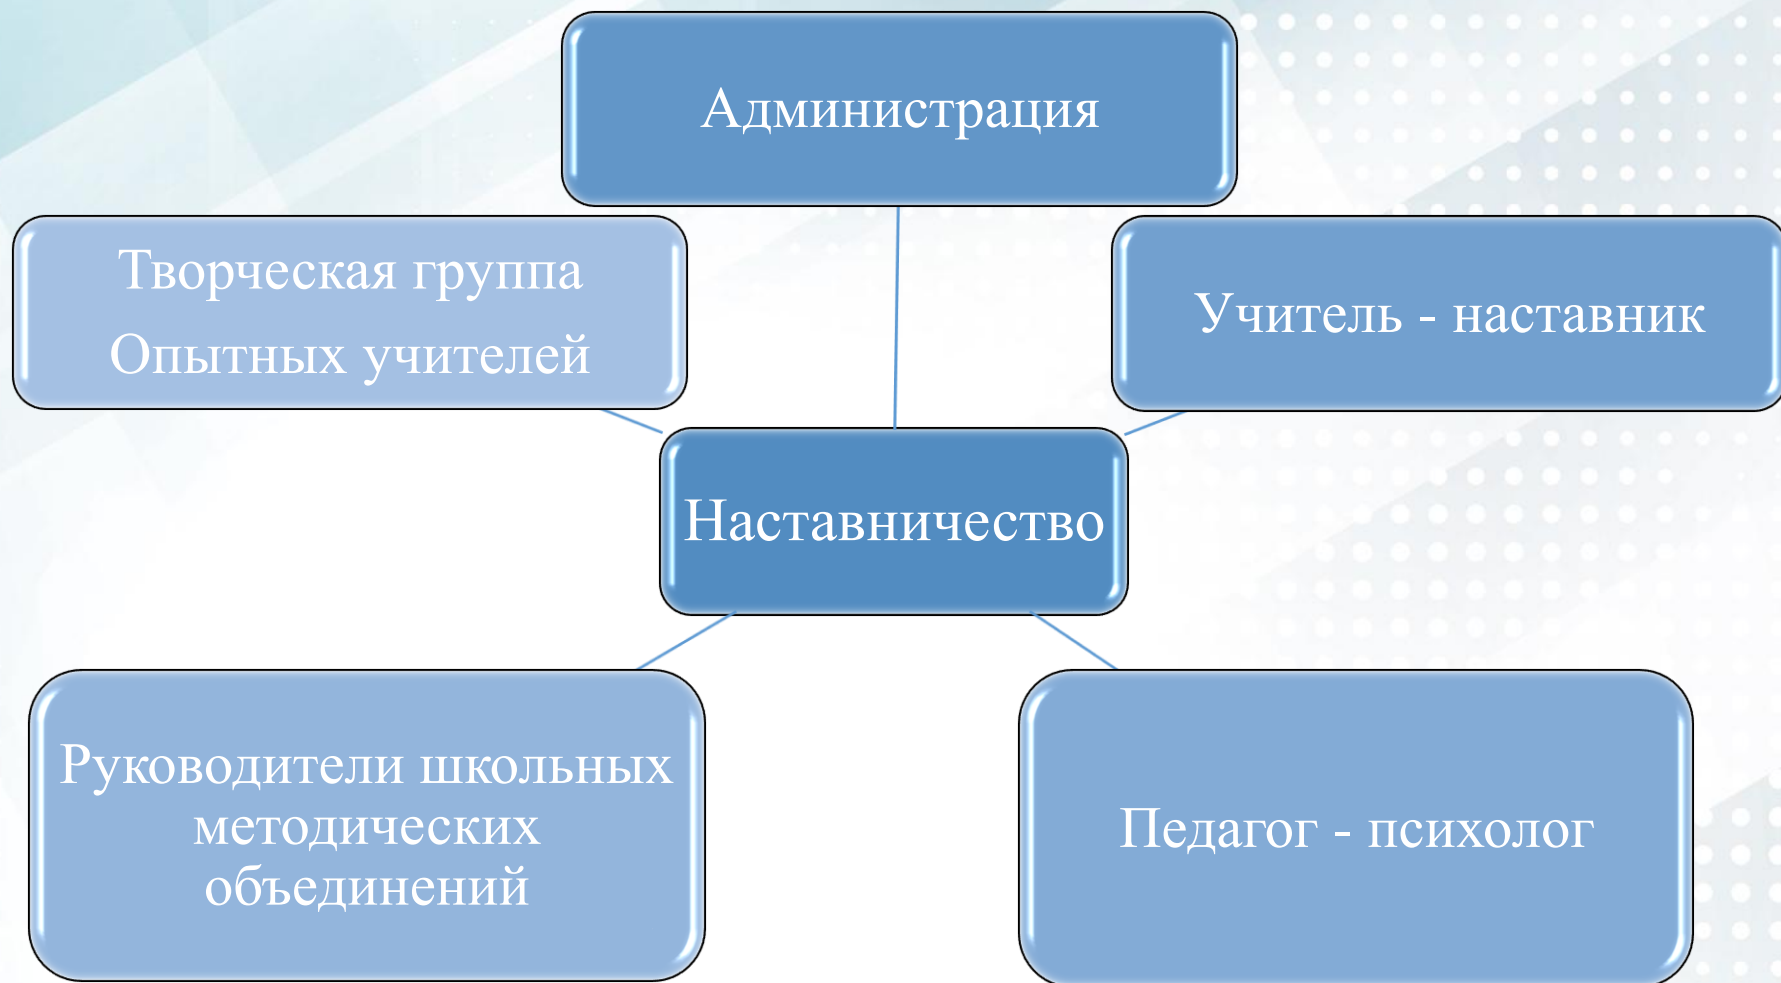 Администрация
Творческая группа
Опытных учителей
Учитель - наставник
Наставничество
Руководители школьных
методических
объединений
Педагог - психолог